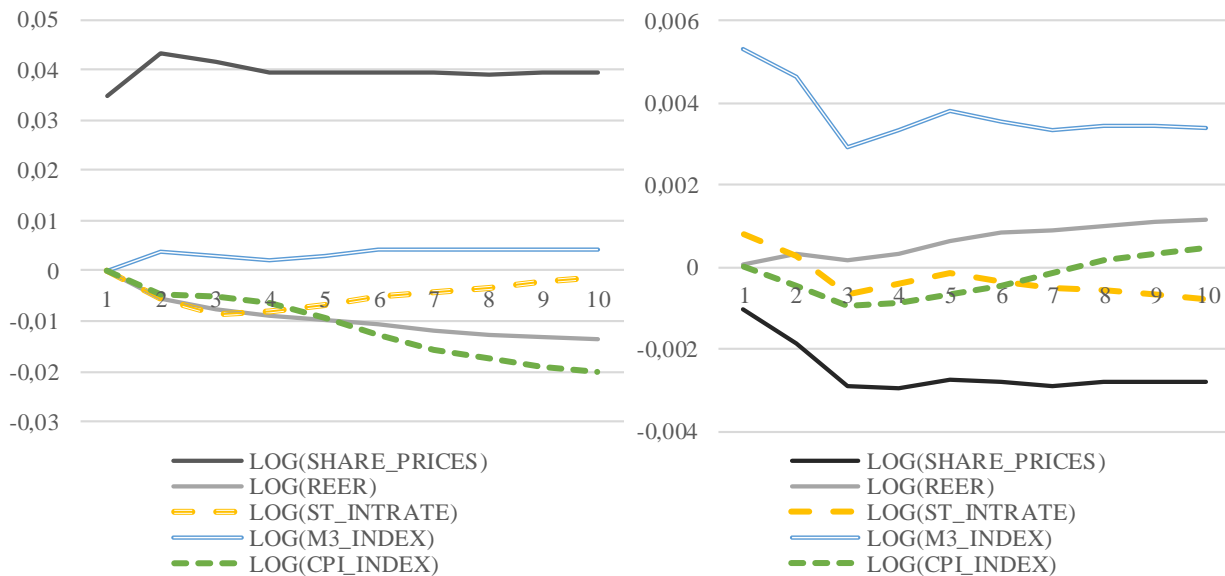 0,05
0,04
0,03
0,02
0,01
0
-0,01
-0,02
-0,03
1 2 3 4 5 6 7 8 9 10
LOG(SHARE_PRICES)
LOG(REER)
LOG(ST_INTRATE)
LOG(M3_INDEX)
LOG(CPI_INDEX)
0,006
0,004
0,002
0
-0,002
-0,004
1 2 3 4 5 6 7 8 9 10
LOG(SHARE_PRICES)
LOG(REER)
LOG(ST_INTRATE)
LOG(M3_INDEX)
LOG(CPI_INDEX)